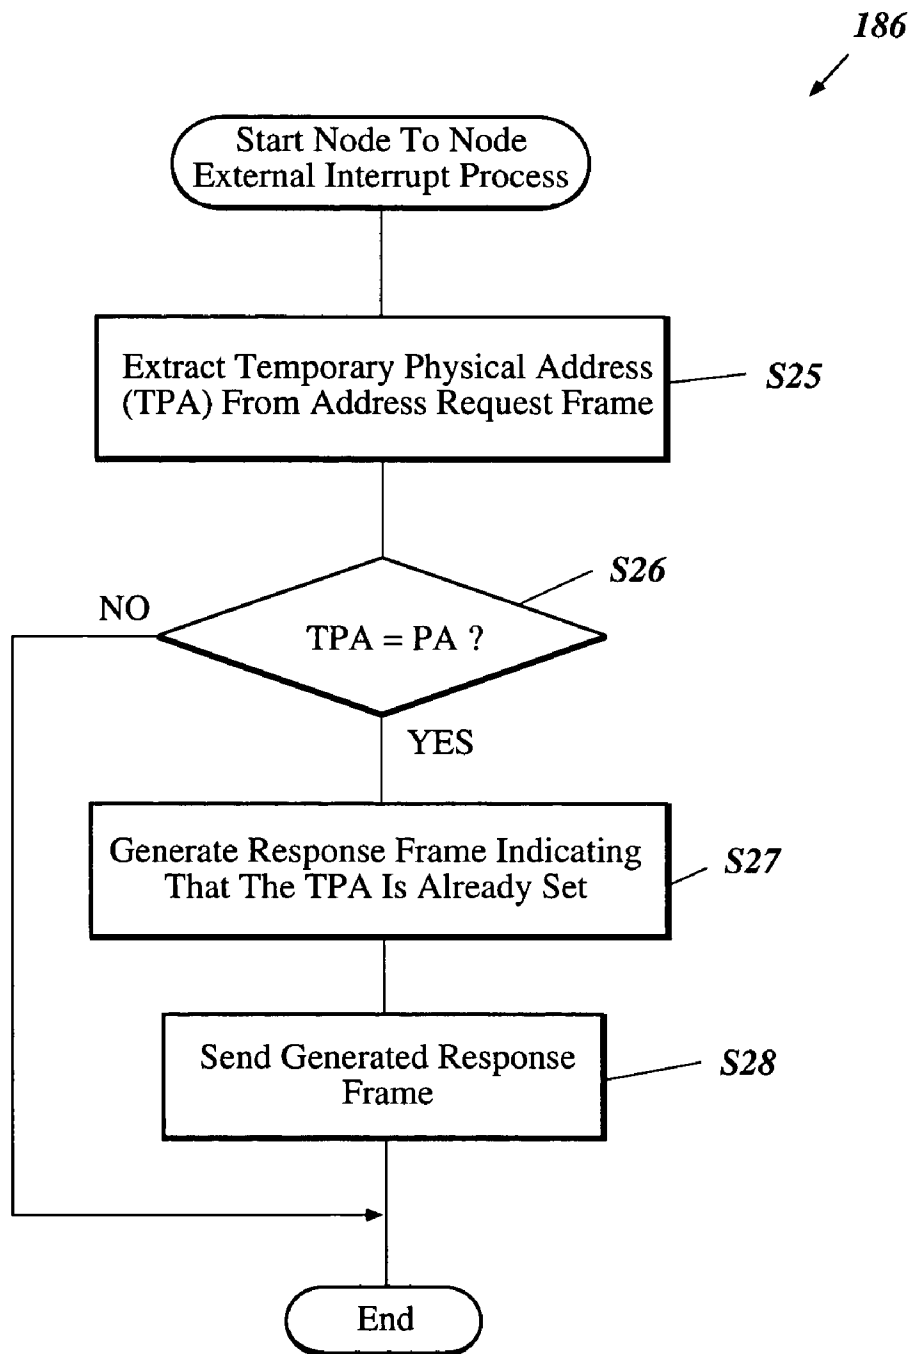 186
Start Node To Node
External Interrupt Process
Extract Temporary Physical Address
(TPA) From Address Request Frame
S25
S26
NO
TPA = PA ?
YES
Generate Response Frame Indicating
That The TPA Is Already Set
S27
Send Generated Response
Frame
S28
End